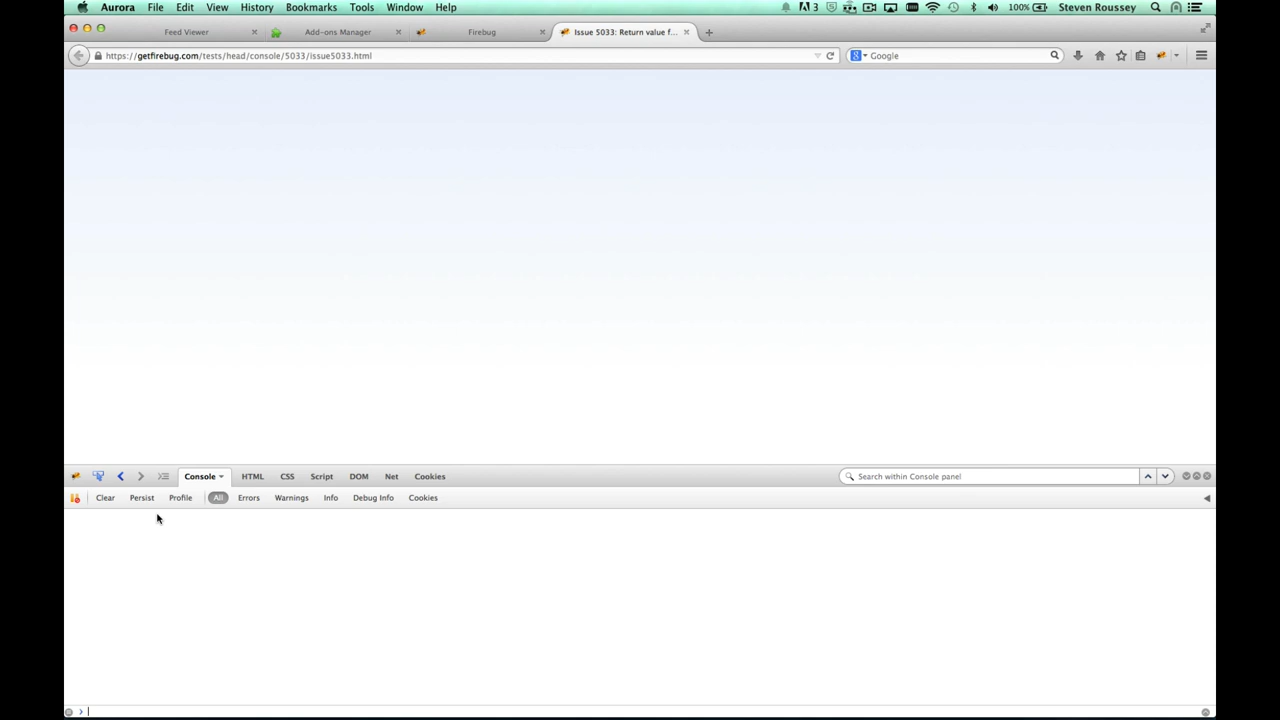 Aurora File Edit View History Bookmarks Tools Window Help 3 100% Steven Roussey
Feed Viewer Add-ons Manager Firebug Issue 5033: Return value f...
https://getfirebug.com/tests/head/console/5033/issue5033.html Google
Console HTML CSS Script DOM Net Cookies Search within Console panel
Clear Persist Profile All Errors Warnings Info Debug Info Cookies